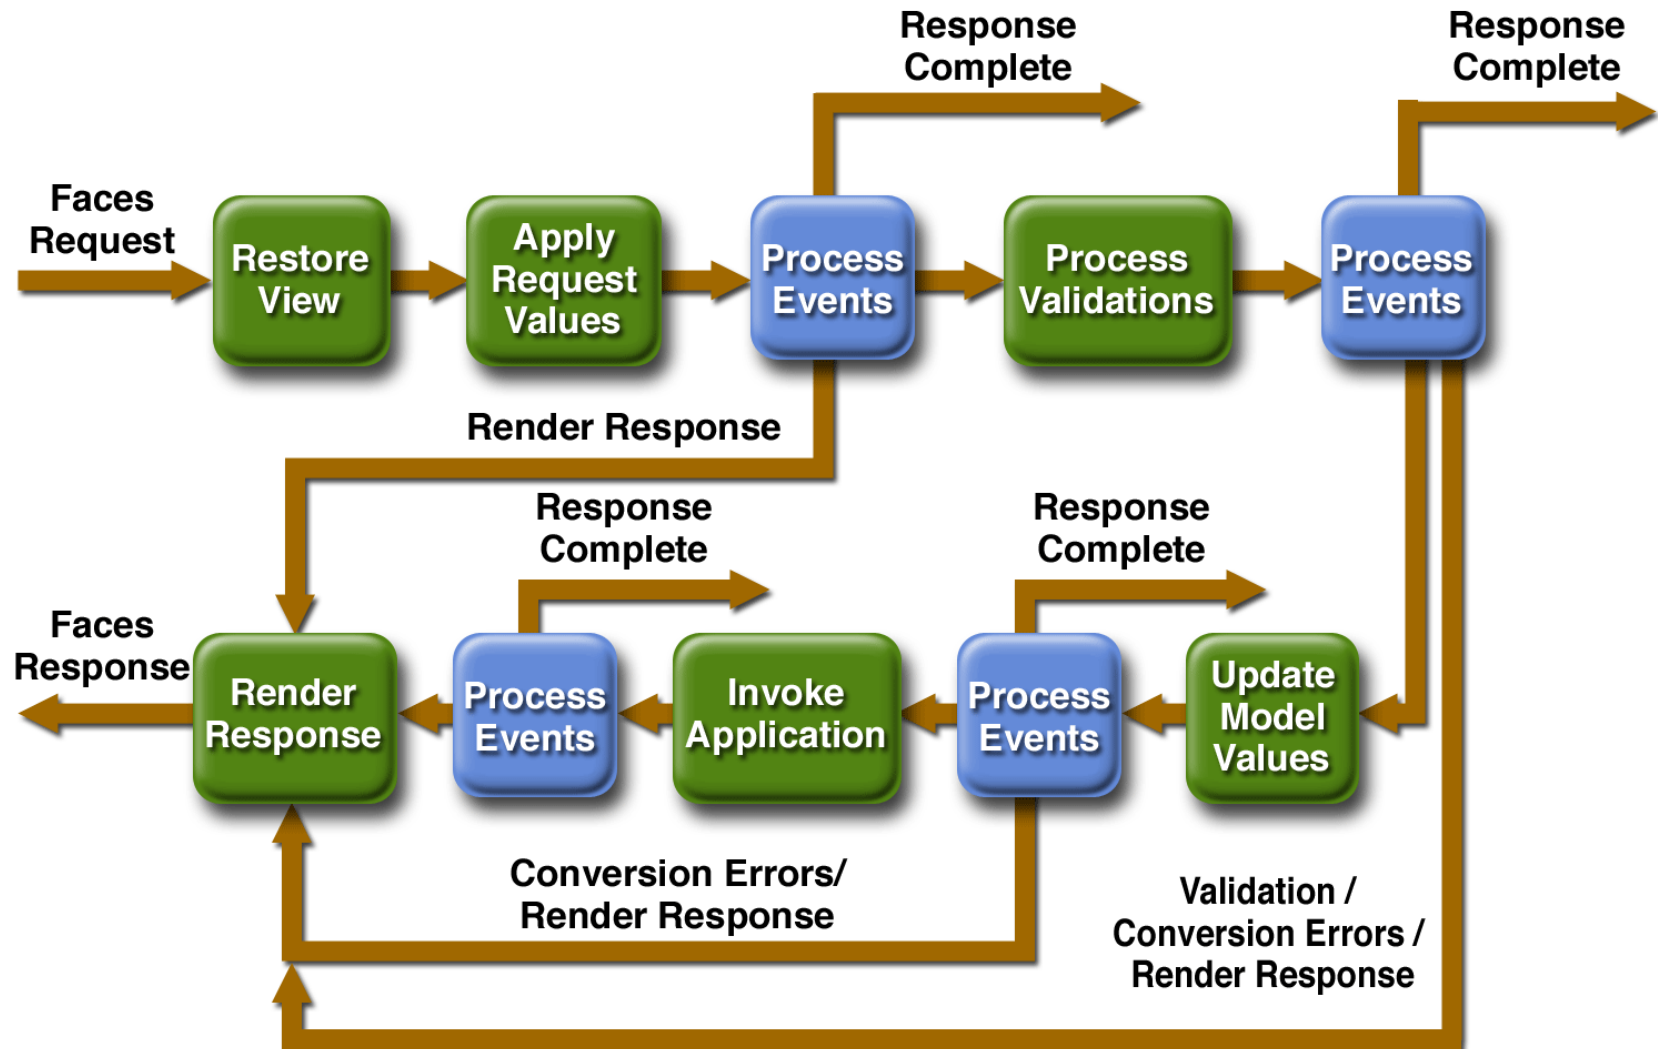 Response
Complete
Response
Complete
Faces
Request
Restore
View
Apply
Request
Values
Process
Events
Process
Validations
Process
Events
Render Response
Response
Complete
Response
Complete
Faces
Response
Render
Response
Process
Events
Invoke
Application
Process
Events
Update
Model
Values
Conversion Errors/
Render Response
Validation /
Conversion Errors /
Render Response